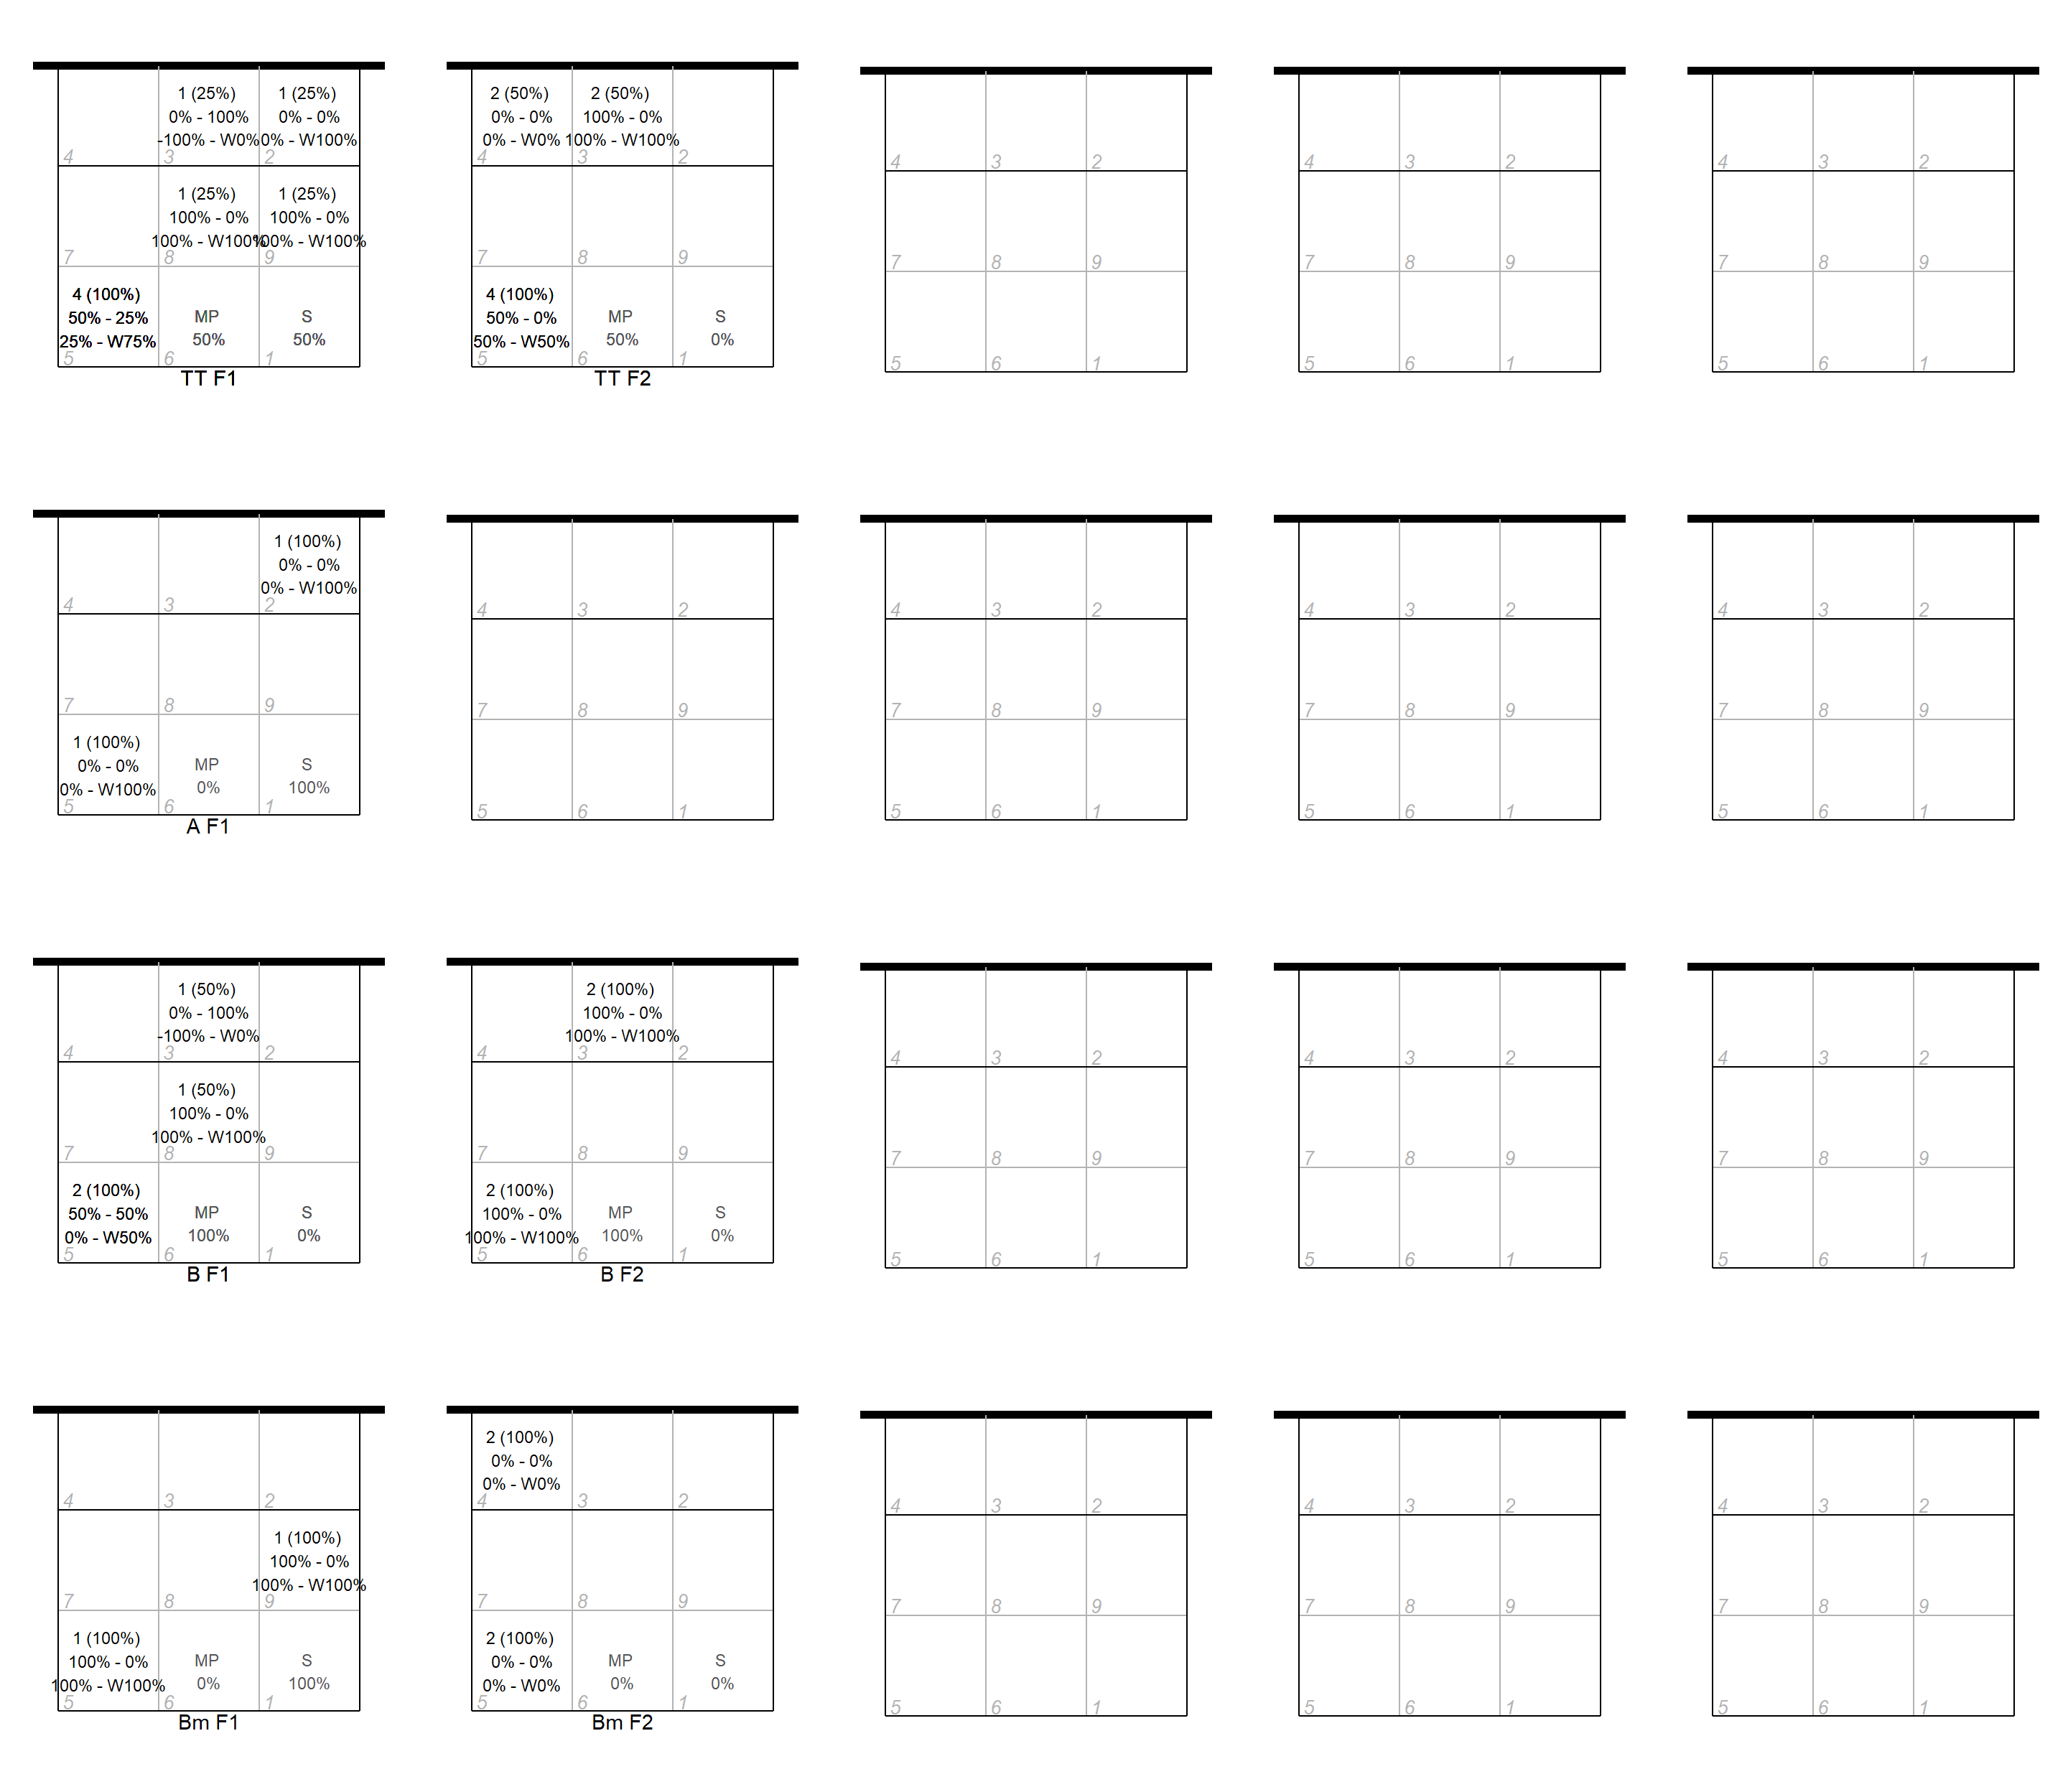 1 (25%)
0% - 100%
-100% - W0%
1 (25%)
0% - 0%
0% - W100%
4 3 2
1 (25%)
100% - 0%
100% - W100%
1 (25%)
100% - 0%
100% - W100%
7 8 9
4 (100%)
50% - 25%
25% - W75%
MP
50%
S
50%
5 6 1
TT F1
2 (50%)
0% - 0%
0% - W0%
2 (50%)
100% - 0%
100% - W100%
4 3 2
7 8 9
4 (100%)
50% - 0%
50% - W50%
MP
50%
S
0%
5 6 1
TT F2
4 3 2
7 8 9
5 6 1
4 3 2
7 8 9
5 6 1
4 3 2
7 8 9
5 6 1
1 (100%)
0% - 0%
0% - W100%
4 3 2
7 8 9
1 (100%)
0% - 0%
0% - W100%
MP
0%
S
100%
5 6 1
A F1
4 3 2
7 8 9
5 6 1
4 3 2
7 8 9
5 6 1
4 3 2
7 8 9
5 6 1
4 3 2
7 8 9
5 6 1
1 (50%)
0% - 100%
-100% - W0%
4 3 2
1 (50%)
100% - 0%
100% - W100%
7 8 9
2 (100%)
50% - 50%
0% - W50%
MP
100%
S
0%
5 6 1
B F1
2 (100%)
100% - 0%
100% - W100%
4 3 2
7 8 9
2 (100%)
100% - 0%
100% - W100%
MP
100%
S
0%
5 6 1
B F2
4 3 2
7 8 9
5 6 1
4 3 2
7 8 9
5 6 1
4 3 2
7 8 9
5 6 1
4 3 2
1 (100%)
100% - 0%
100% - W100%
7 8 9
1 (100%)
100% - 0%
100% - W100%
MP
0%
S
100%
5 6 1
Bm F1
2 (100%)
0% - 0%
0% - W0%
4 3 2
7 8 9
2 (100%)
0% - 0%
0% - W0%
MP
0%
S
0%
5 6 1
Bm F2
4 3 2
7 8 9
5 6 1
4 3 2
7 8 9
5 6 1
4 3 2
7 8 9
5 6 1